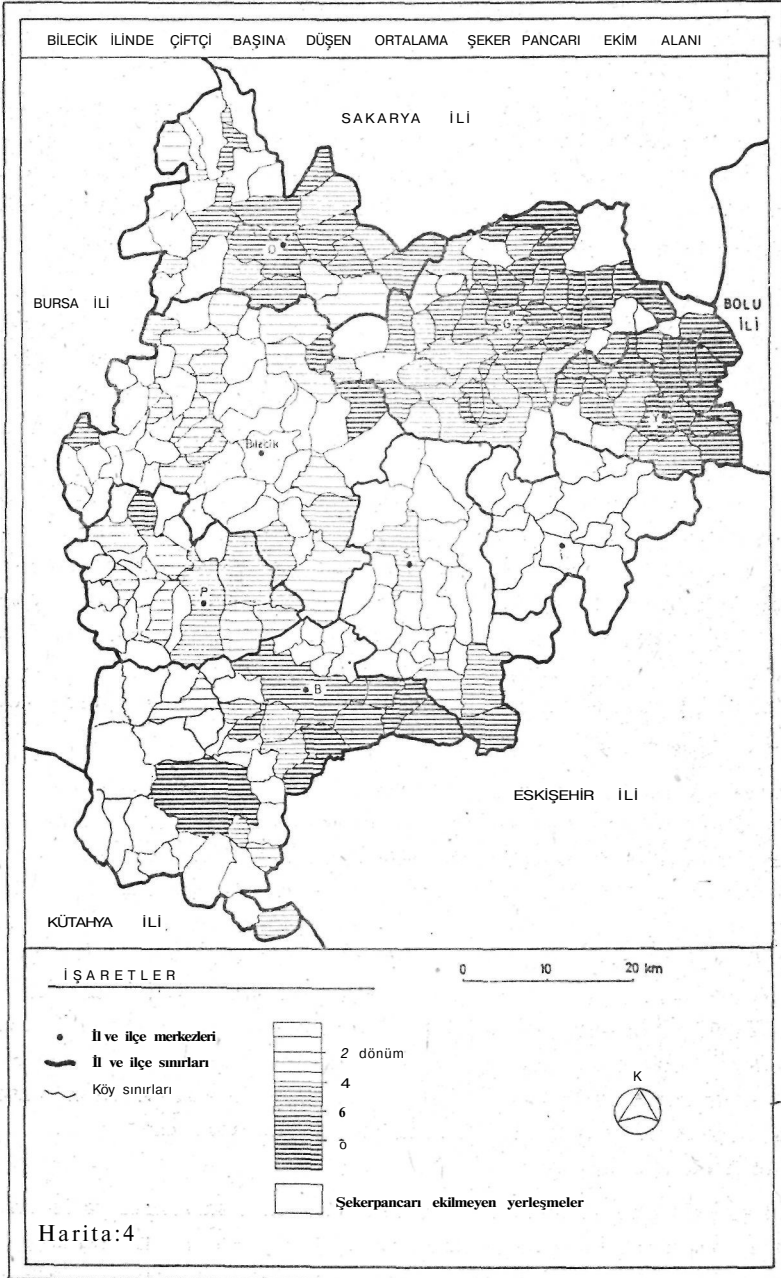 BİLECİK İLİNDE ÇİFTÇİ BAŞINA DÜŞEN ORTALAMA ŞEKER PANCARI EKİM ALANI
SAKARYA İLİ
BURSA İLİ
O
G
BOLU
İLİ
Y
Bilecik
S
İ
P
B
ESKİŞEHİR İLİ
KÜTAHYA İLİ
İŞARETLER
0 10 20 km
İl ve ilçe merkezleri
İl ve ilçe sınırları
Köy sınırları
2 dönüm
4
6
K
Şekerpancarı ekilmeyen yerleşmeler
Harita:4